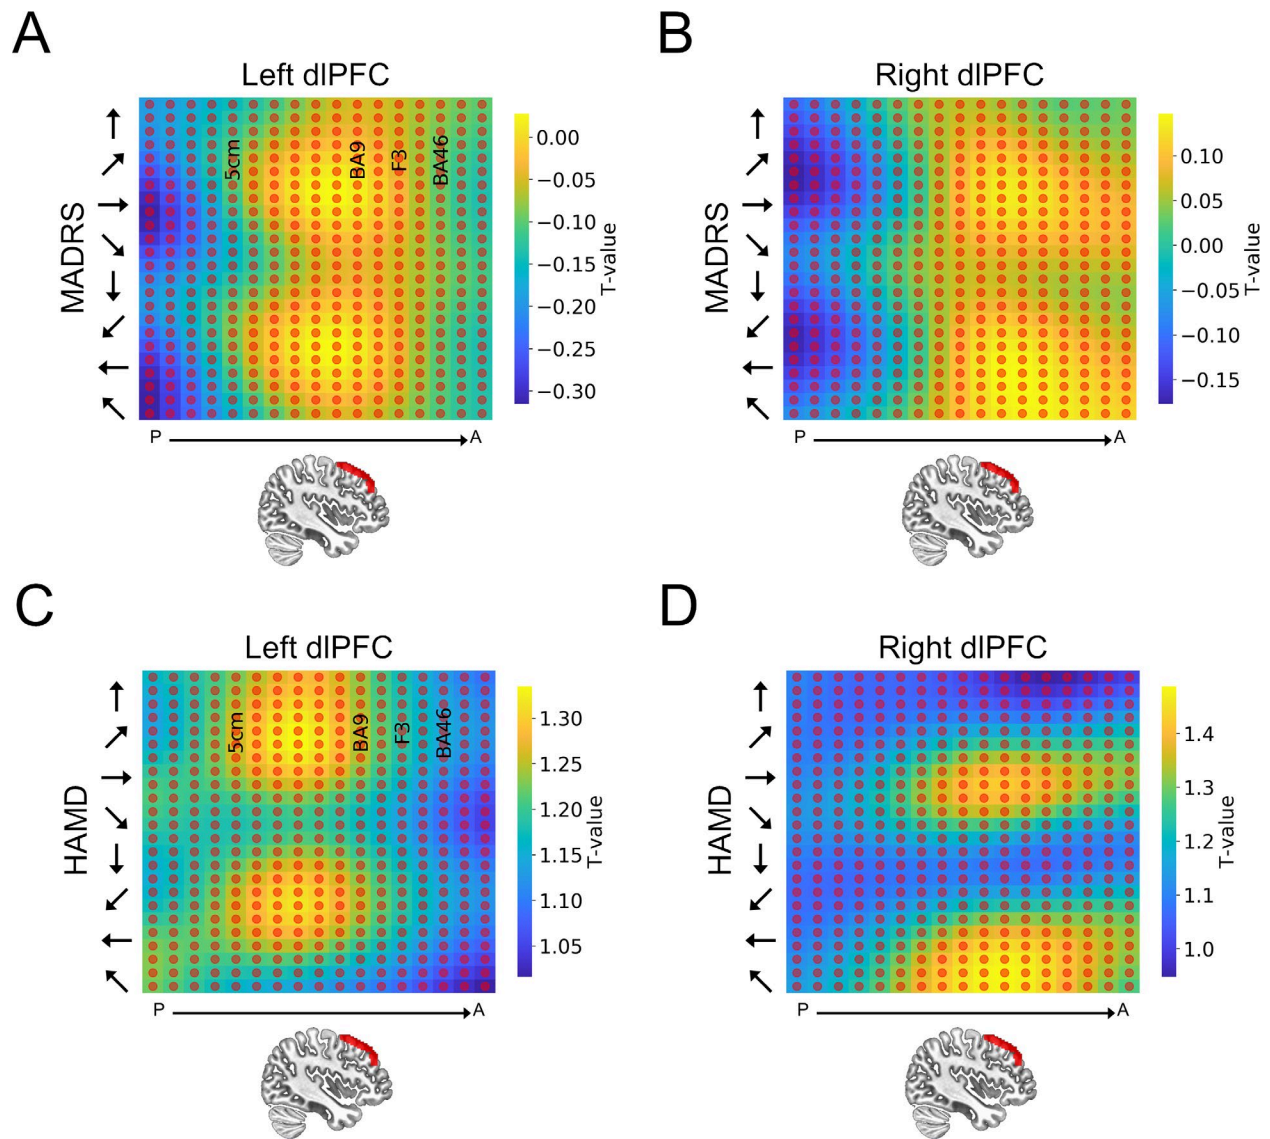 A
B
Left dlPFC
Right dlPFC
MADRS
5cm
BA9
F3
BA46
0.00
−0.05
−0.10
−0.15
−0.20
−0.25
−0.30
T-value
MADRS
0.10
0.05
0.00
−0.05
−0.10
−0.15
T-value
P
A
P
A
C
D
Left dlPFC
Right dlPFC
HAMD
5cm
BA9
F3
BA46
1.30
1.25
1.20
1.15
1.10
1.05
T-value
HAMD
1.4
1.3
1.2
1.1
1.0
T-value
P
A
P
A